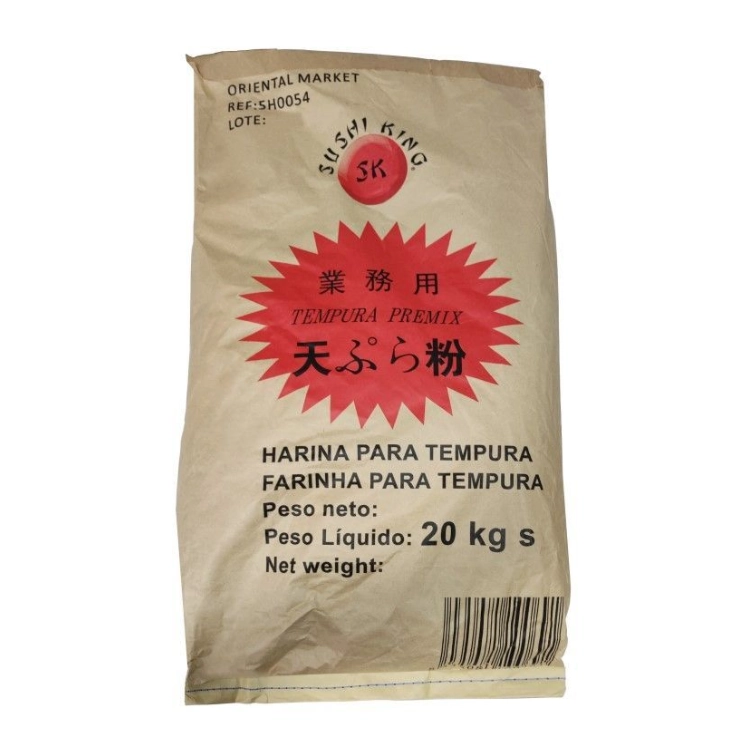 ORIENTAL MARKET
REF:SH0054
LOTE:
SUSHI KING
SK
業務用
TEMPURA PREMIX
天ぷら粉
HARINA PARA TEMPURA
FARINHA PARA TEMPURA
Peso neto:
Peso Líquido: 20 kg s
Net weight: